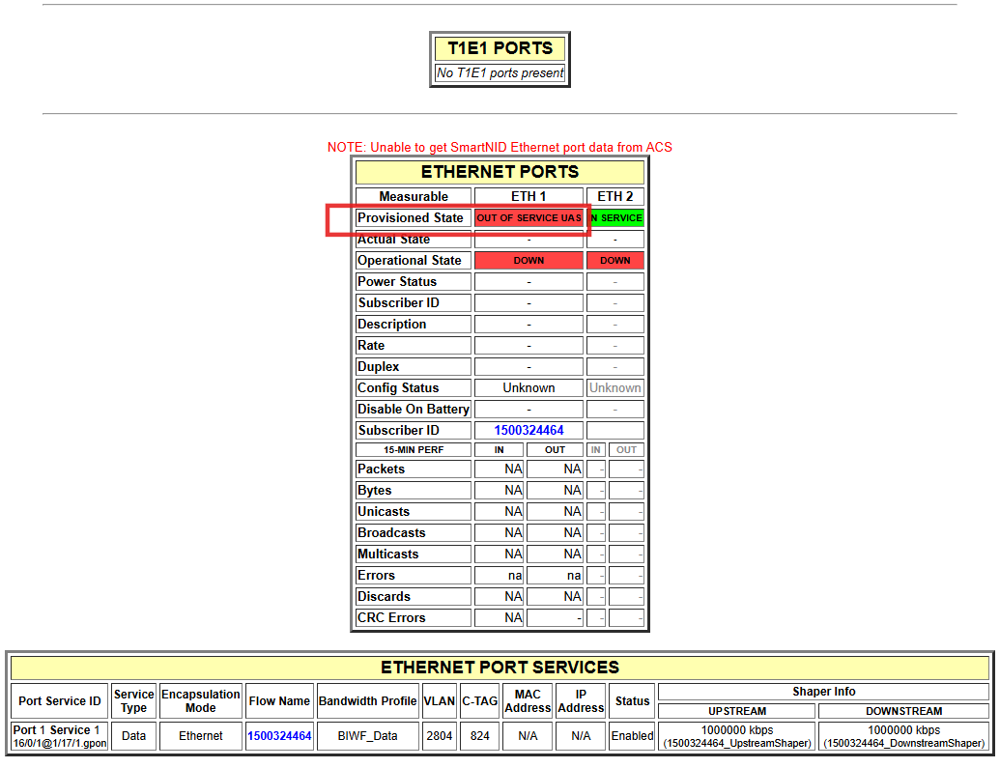 T1E1 PORTS
No T1E1 ports present
NOTE: Unable to get SmartNID Ethernet port data from ACS
ETHERNET PORTS
Measurable ETH 1 ETH 2
Provisioned State OUT OF SERVICE UAS N SERVICE
Actual State - -
Operational State DOWN DOWN
Power Status - -
Subscriber ID - -
Description - -
Rate - -
Duplex - -
Config Status Unknown Unknown
Disable On Battery - -
Subscriber ID 1500324464
15-MIN PERF IN OUT IN OUT
Packets NA NA - -
Bytes NA NA - -
Unicasts NA NA - -
Broadcasts NA NA - -
Multicasts NA NA - -
Errors na na - -
Discards NA NA - -
CRC Errors NA - - -
ETHERNET PORT SERVICES
Port Service ID Service Type Encapsulation Mode Flow Name Bandwidth Profile VLAN C-TAG MAC Address IP Address Status Shaper Info
UPSTREAM DOWNSTREAM
Port 1 Service 1 Data Ethernet 1500324464 BIWF_Data 2804 824 N/A N/A Enabled 1000000 kbps 1000000 kbps
16/0/1@1/17/1.gpon (1500324464_UpstreamShaper) (1500324464_DownstreamShaper)